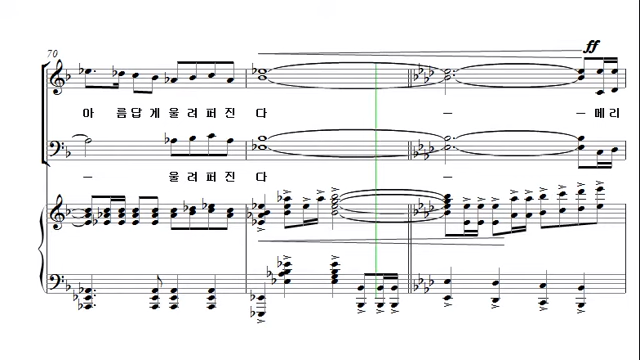 70
ff
아 름답 게 울 려 퍼 진 다 — — 메 리
— 울 려 퍼 진 다 —